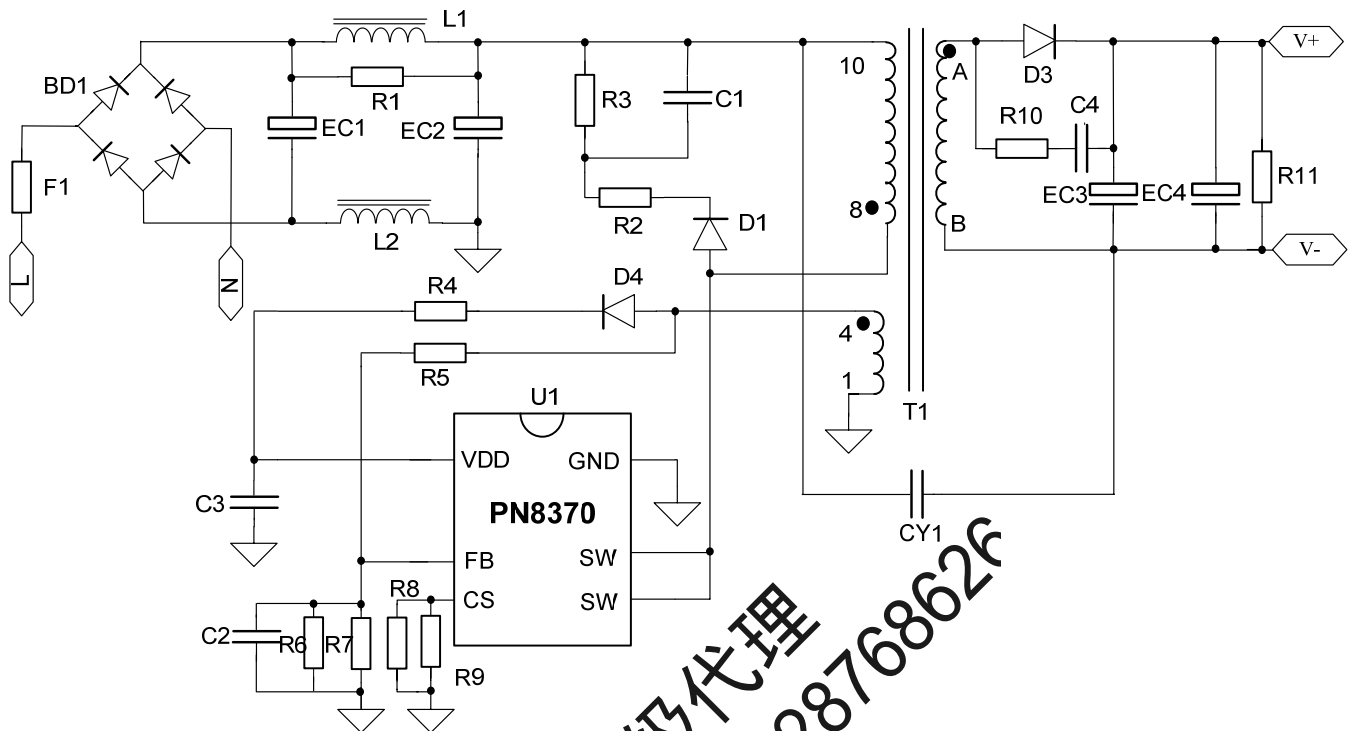 L1
BD1
R1
EC1
EC2
R3
C1
10
A
D3
V+
R10
C4
F1
R2
D1
8
EC3
EC4
R11
L2
B
V-
L
N
R4
D4
R5
4
1
T1
U1
VDD
GND
C3
PN8370
CY1
FB
SW
R8
CS
SW
C2
R6
R7
R9
级代理
28768626